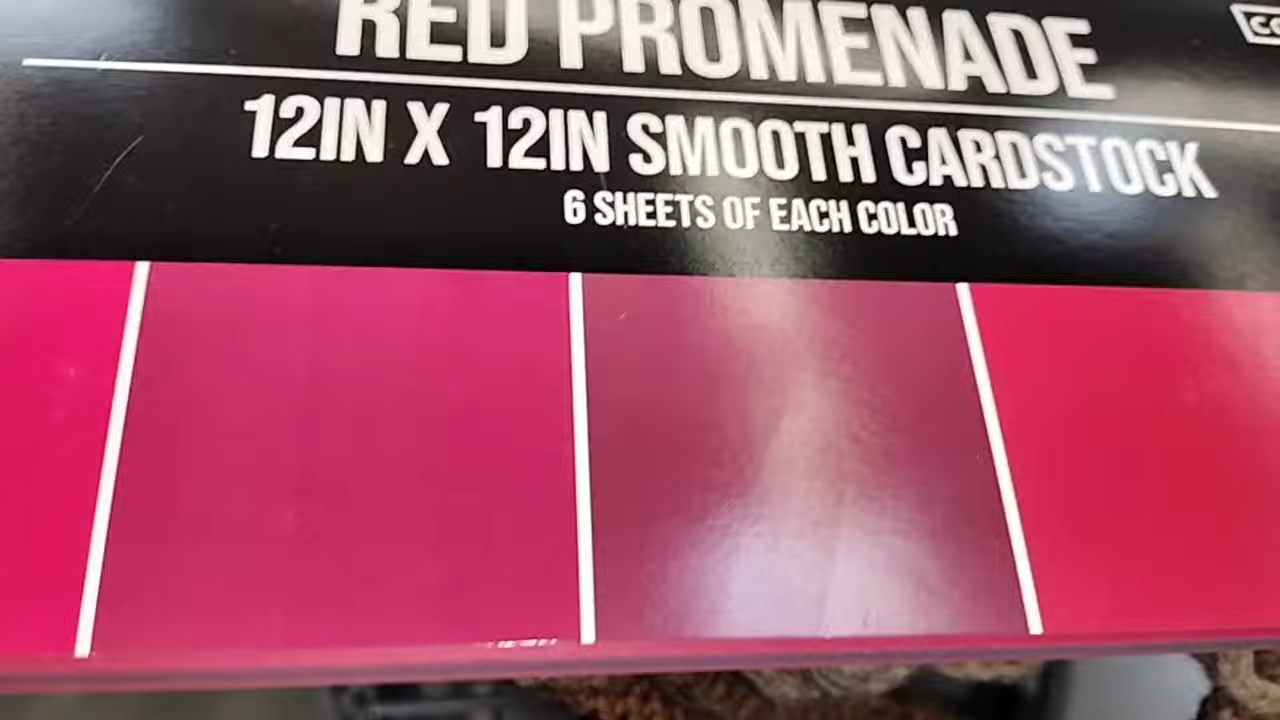 RED PROMENADE
12IN X 12IN SMOOTH CARDSTOCK
6 SHEETS OF EACH COLOR